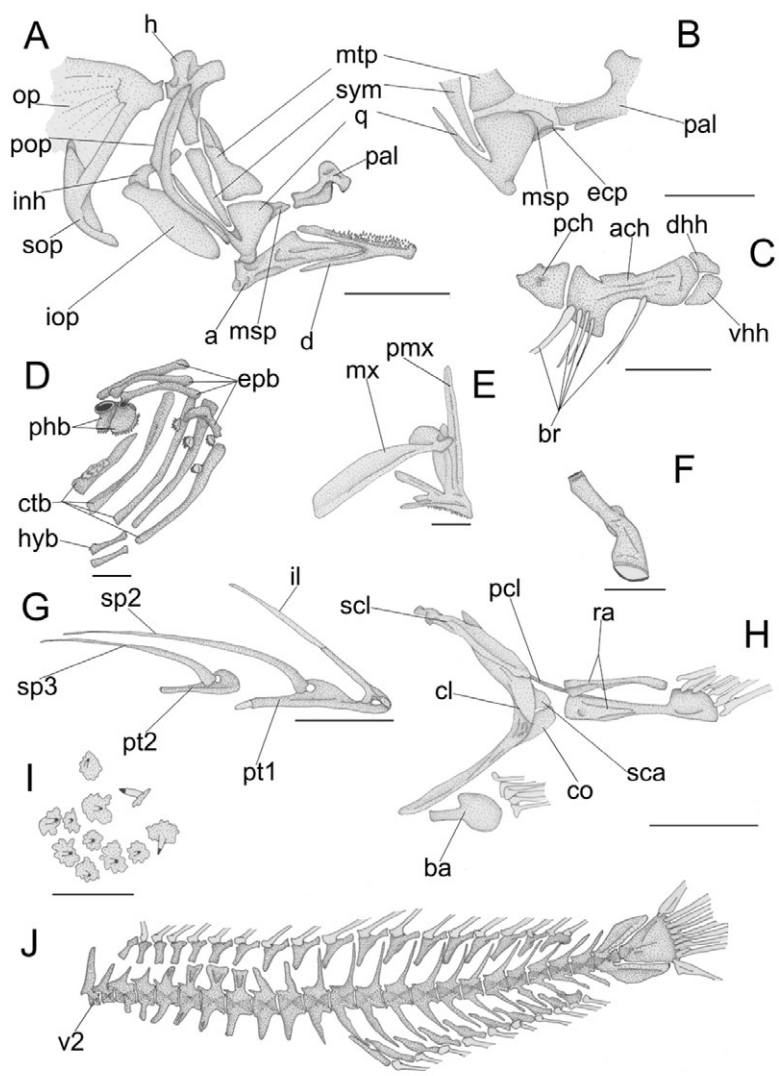 A
h
op
pop
inh
sop
iop
a
msp
d
mtp
sym
q
pal
B
pal
msp
ecp
C
pch
ach
dhh
vhh
br
D
epb
phb
ctb
hyb
E
mx
pmx
F
G
sp2
il
sp3
pt2
pt1
H
scl
pcl
ra
cl
sca
co
ba
I
J
v2